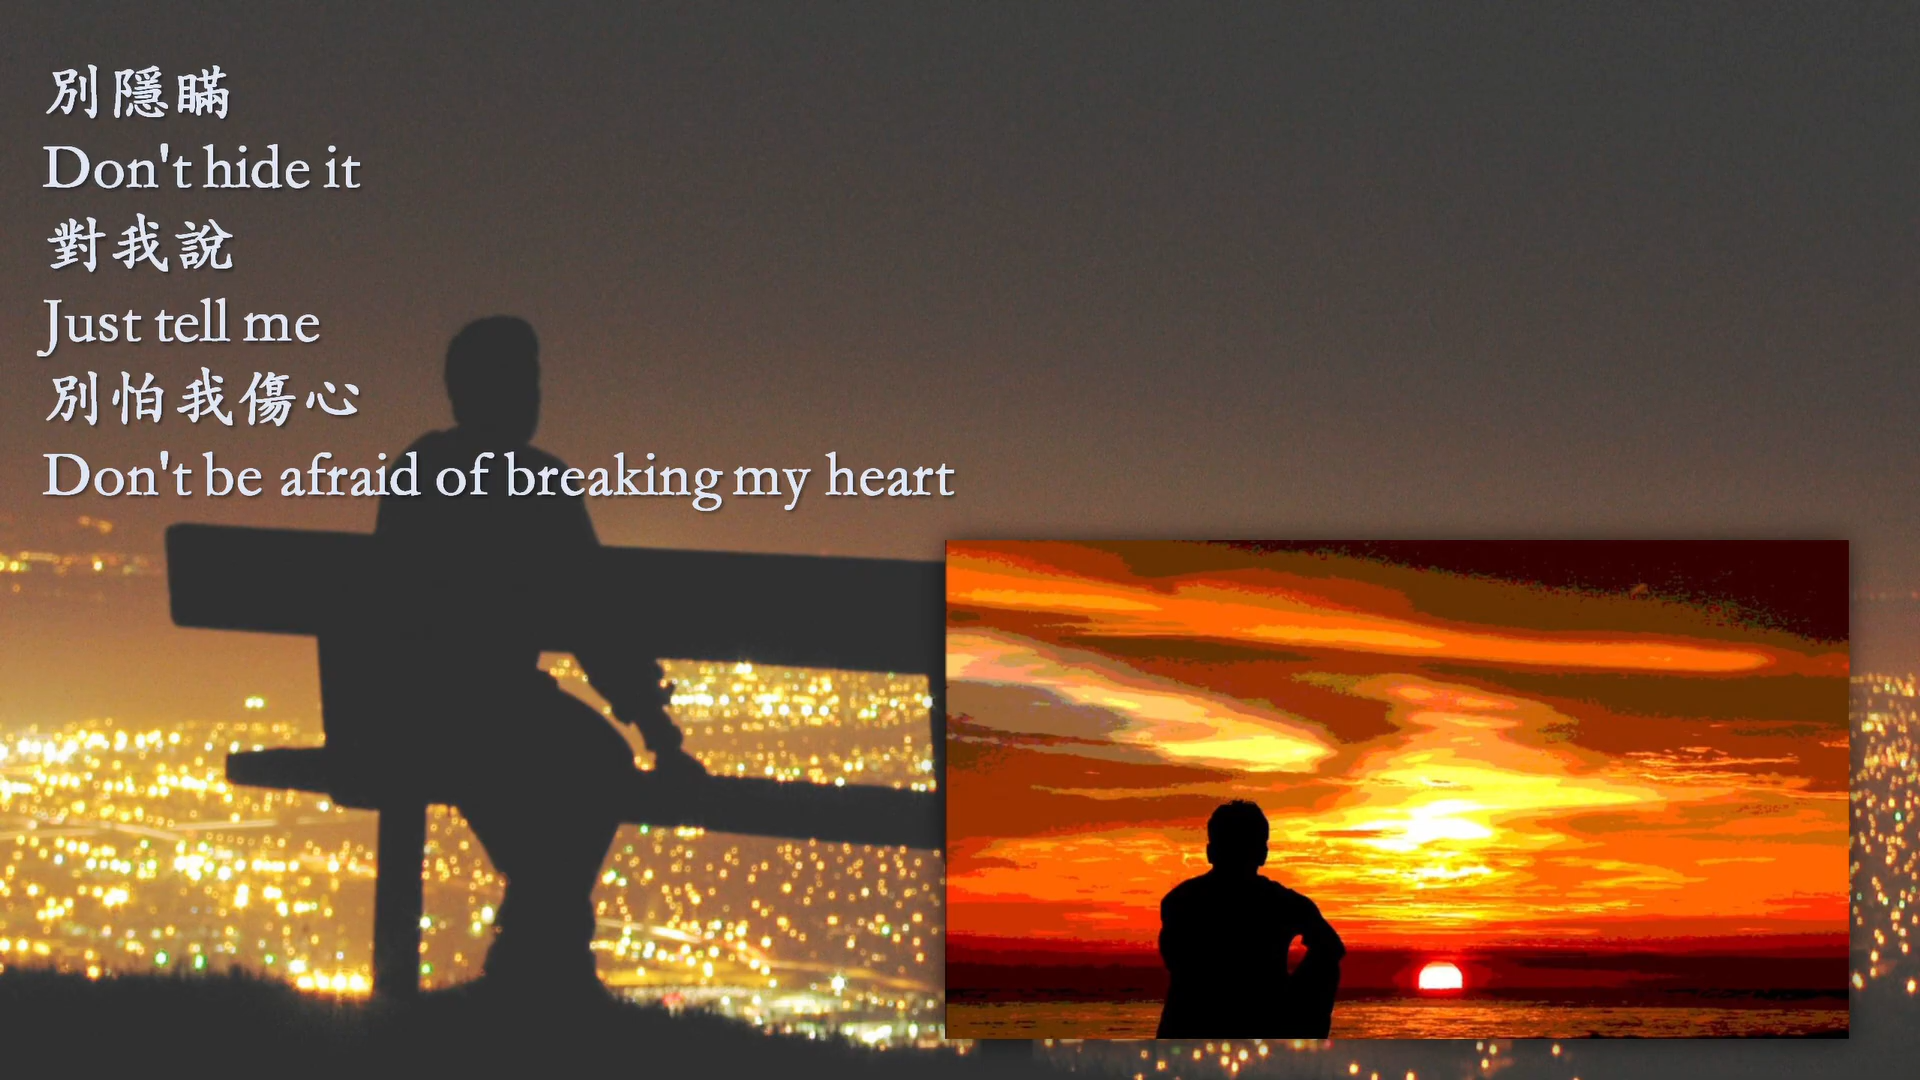 別隱瞞
Don't hide it
對我說
Just tell me
別怕我傷心
Don't be afraid of breaking my heart